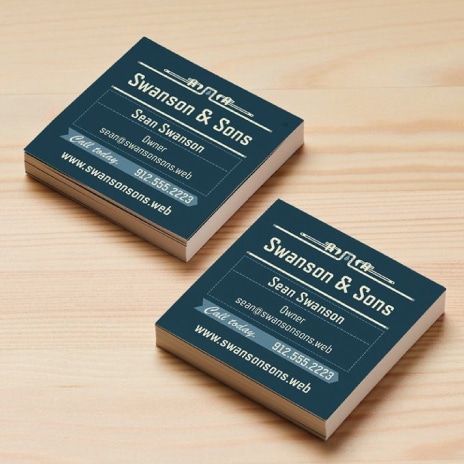 Swanson & Sons
Sean Swanson
Owner
sean@swansonsons.web
Call today. 912.555.2223
www.swansonsons.web
Swanson & Sons
Sean Swanson
Owner
sean@swansonsons.web
Call today. 912.555.2223
www.swansonsons.web